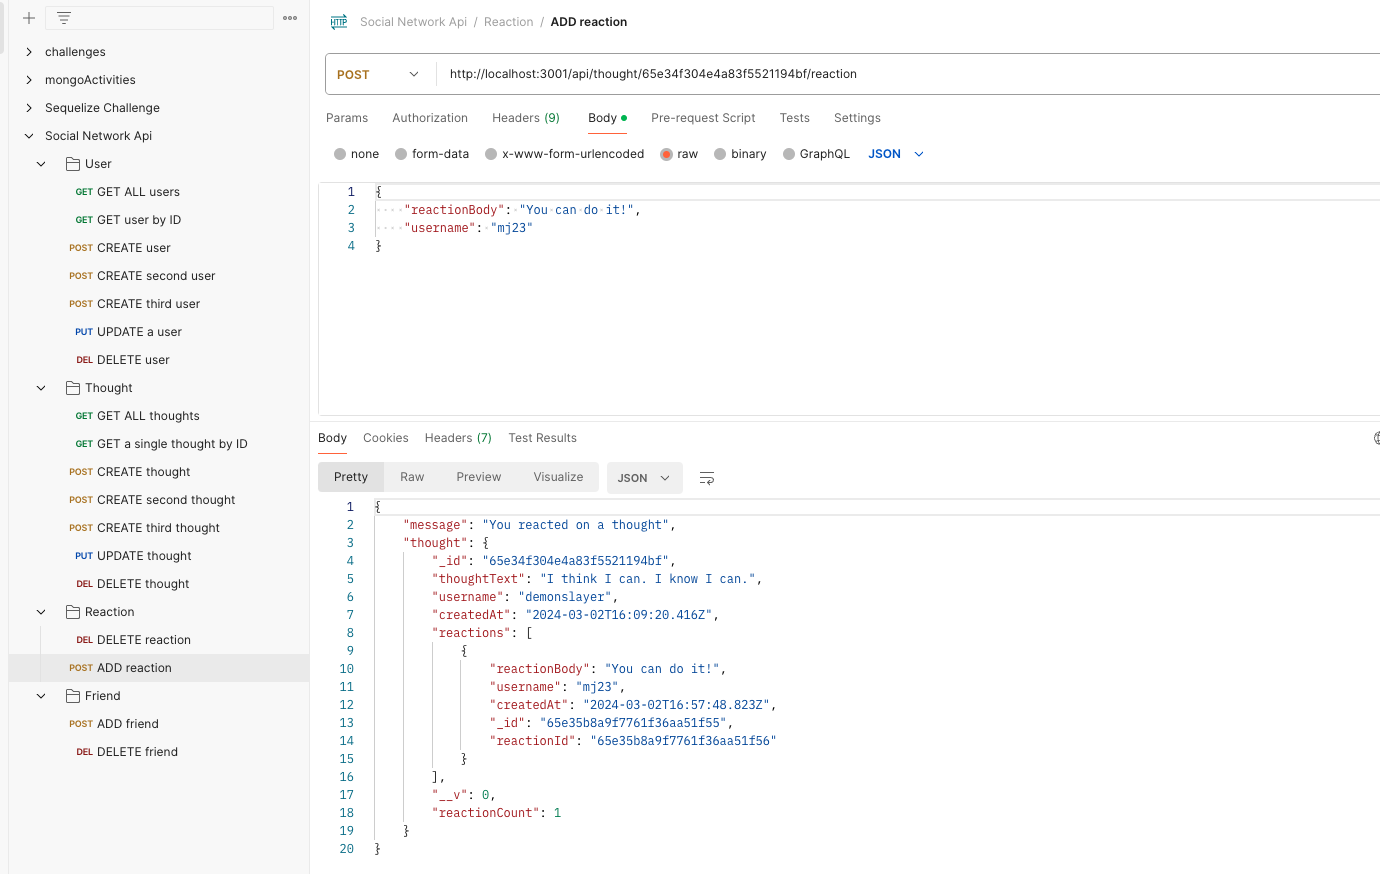 challenges
mongoActivities
Sequelize Challenge
Social Network Api
User
GET GET ALL users
GET GET user by ID
POST CREATE user
POST CREATE second user
POST CREATE third user
PUT UPDATE a user
DEL DELETE user
Thought
GET GET ALL thoughts
GET GET a single thought by ID
POST CREATE thought
POST CREATE second thought
POST CREATE third thought
PUT UPDATE thought
DEL DELETE thought
Reaction
DEL DELETE reaction
POST ADD reaction
Friend
POST ADD friend
DEL DELETE friend
HTTP Social Network Api / Reaction / ADD reaction
POST http://localhost:3001/api/thought/65e34f304e4a83f5521194bf/reaction
Params Authorization Headers (9) Body Pre-request Script Tests Settings
none form-data x-www-form-urlencoded raw binary GraphQL JSON
1 {
2 "reactionBody": "You can do it!",
3 "username": "mj23"
4 }
Body Cookies Headers (7) Test Results
Pretty Raw Preview Visualize JSON
1 {
2 "message": "You reacted on a thought",
3 "thought": {
4 "_id": "65e34f304e4a83f5521194bf",
5 "thoughtText": "I think I can. I know I can.",
6 "username": "demonslayer",
7 "createdAt": "2024-03-02T16:09:20.416Z",
8 "reactions": [
9 {
10 "reactionBody": "You can do it!",
11 "username": "mj23",
12 "createdAt": "2024-03-02T16:57:48.823Z",
13 "_id": "65e35b8a9f7761f36aa51f55",
14 "reactionId": "65e35b8a9f7761f36aa51f56"
15 }
16 ],
17 "__v": 0,
18 "reactionCount": 1
19 }
20 }